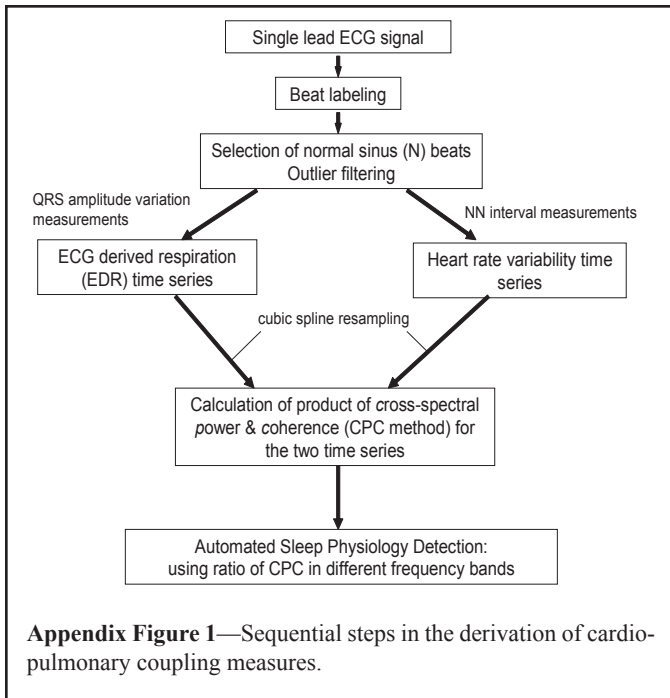 Single lead ECG signal
Beat labeling
Selection of normal sinus (N) beats
Outlier filtering
QRS amplitude variation
measurements
NN interval measurements
ECG derived respiration
(EDR) time series
Heart rate variability time
series
cubic spline resampling
Calculation of product of cross-spectral
power & coherence (CPC method) for
the two time series
Automated Sleep Physiology Detection:
using ratio of CPC in different frequency bands
Appendix Figure 1—Sequential steps in the derivation of cardio-
pulmonary coupling measures.